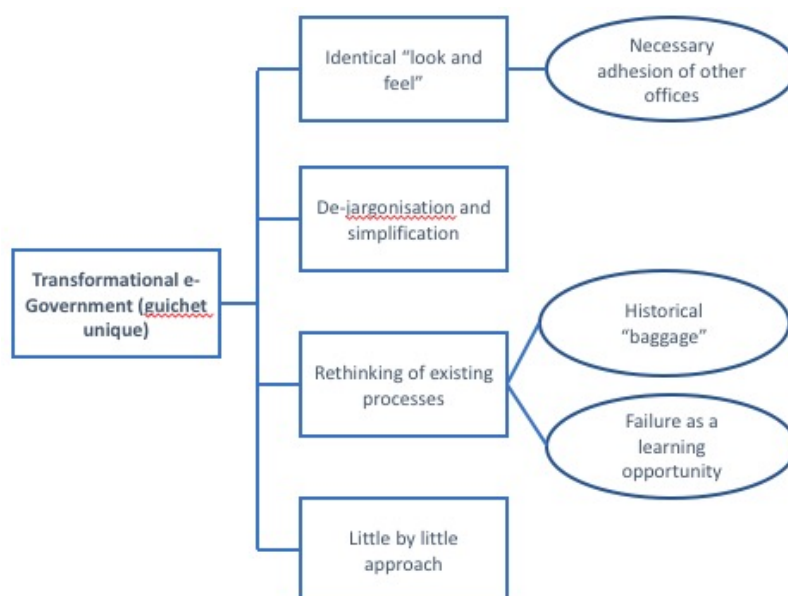 Identical “look and
feel”
Necessary
adhesion of other
offices
De-jargonisation and
simplification
Transformational e-
Government (guichet
unique)
Rethinking of existing
processes
Historical
“baggage”
Failure as a
learning
opportunity
Little by little
approach